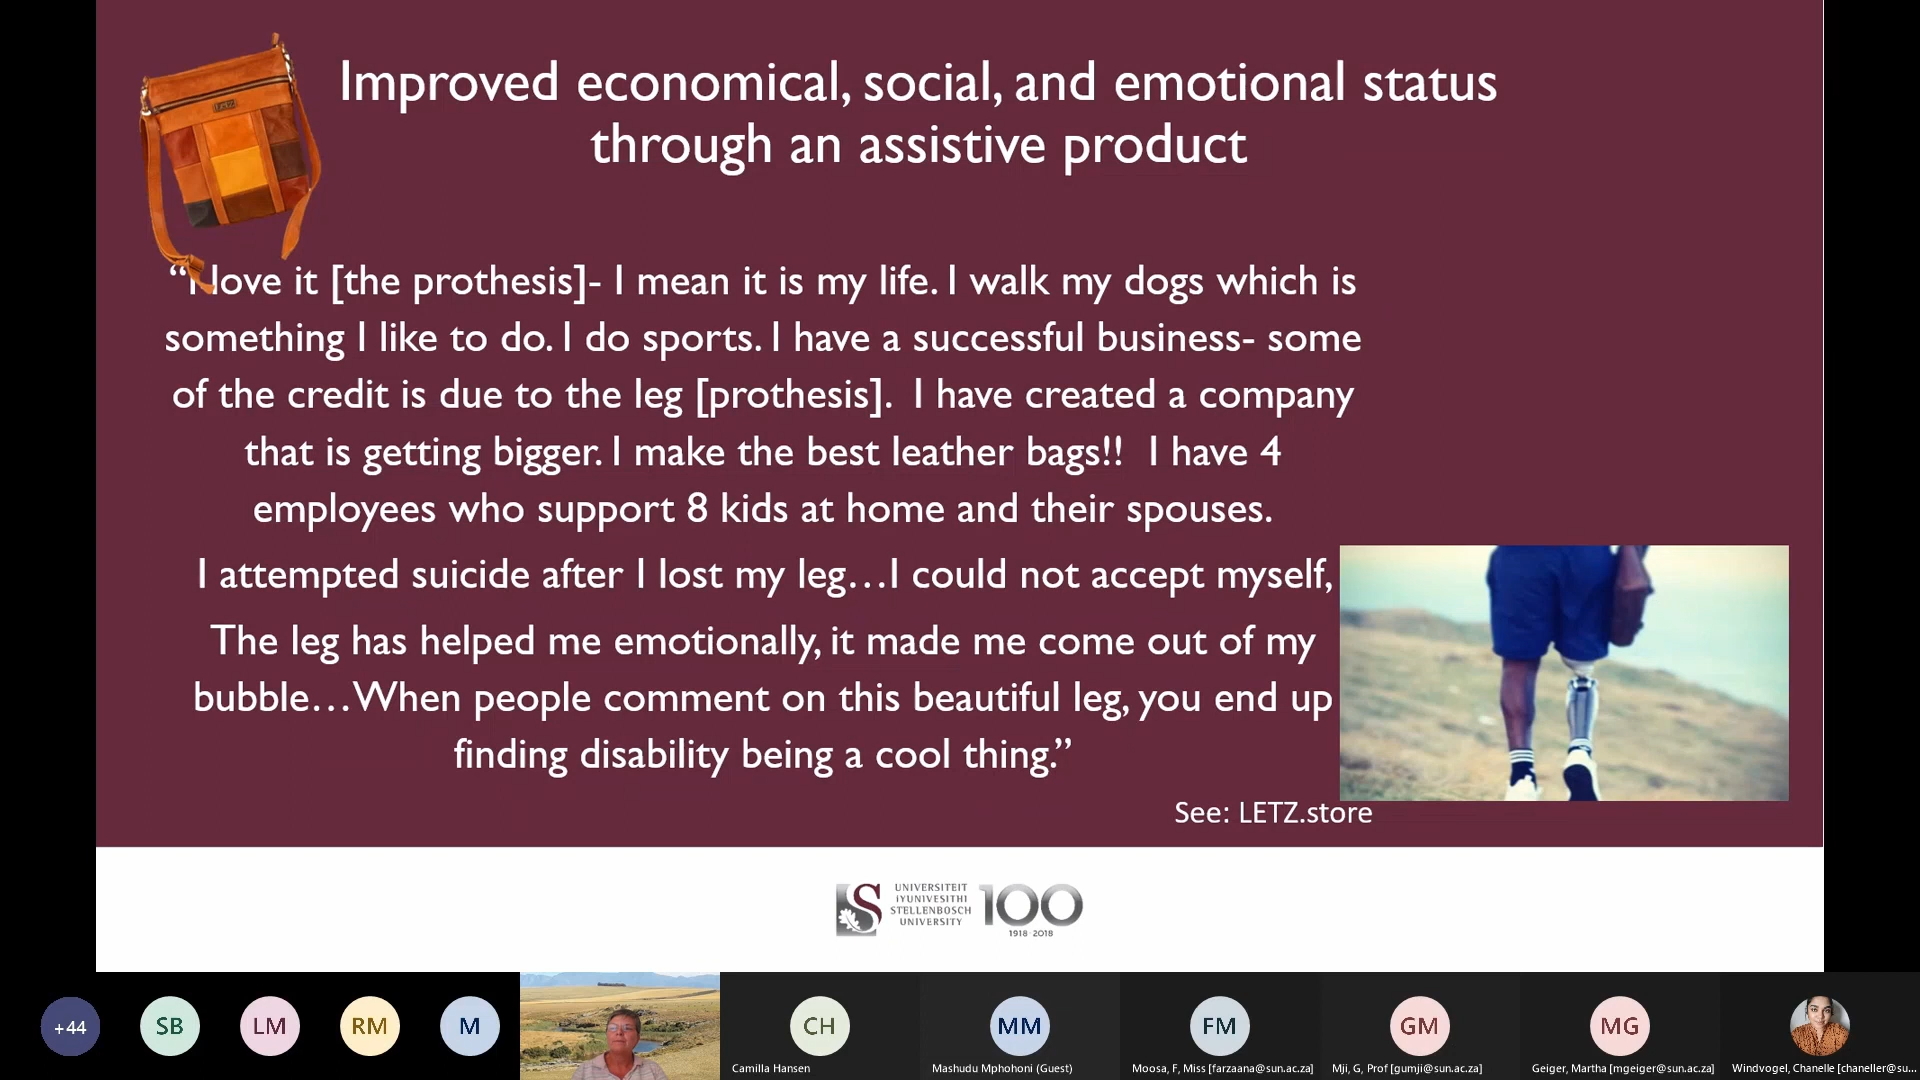 LETZ
Improved economical, social, and emotional status
through an assistive product
“I love it [the prothesis]- I mean it is my life. I walk my dogs which is
something I like to do. I do sports. I have a successful business- some
of the credit is due to the leg [prothesis].  I have created a company
that is getting bigger. I make the best leather bags!!  I have 4
employees who support 8 kids at home and their spouses.
I attempted suicide after I lost my leg…I could not accept myself,
The leg has helped me emotionally, it made me come out of my
bubble…When people comment on this beautiful leg, you end up
finding disability being a cool thing.”
See: LETZ.store
UNIVERSITEIT
iYUNIVESITHI
STELLENBOSCH
UNIVERSITY
100
1918 · 2018
+44
SB
LM
RM
M
CH
Camilla Hansen
MM
Mashudu Mphohoni (Guest)
FM
Moosa, F, Miss [farzaana@sun.ac.za]
GM
Mji, G, Prof [gumji@sun.ac.za]
MG
Geiger, Martha [mgeiger@sun.ac.za]
Windvogel, Chanelle [chaneller@su...